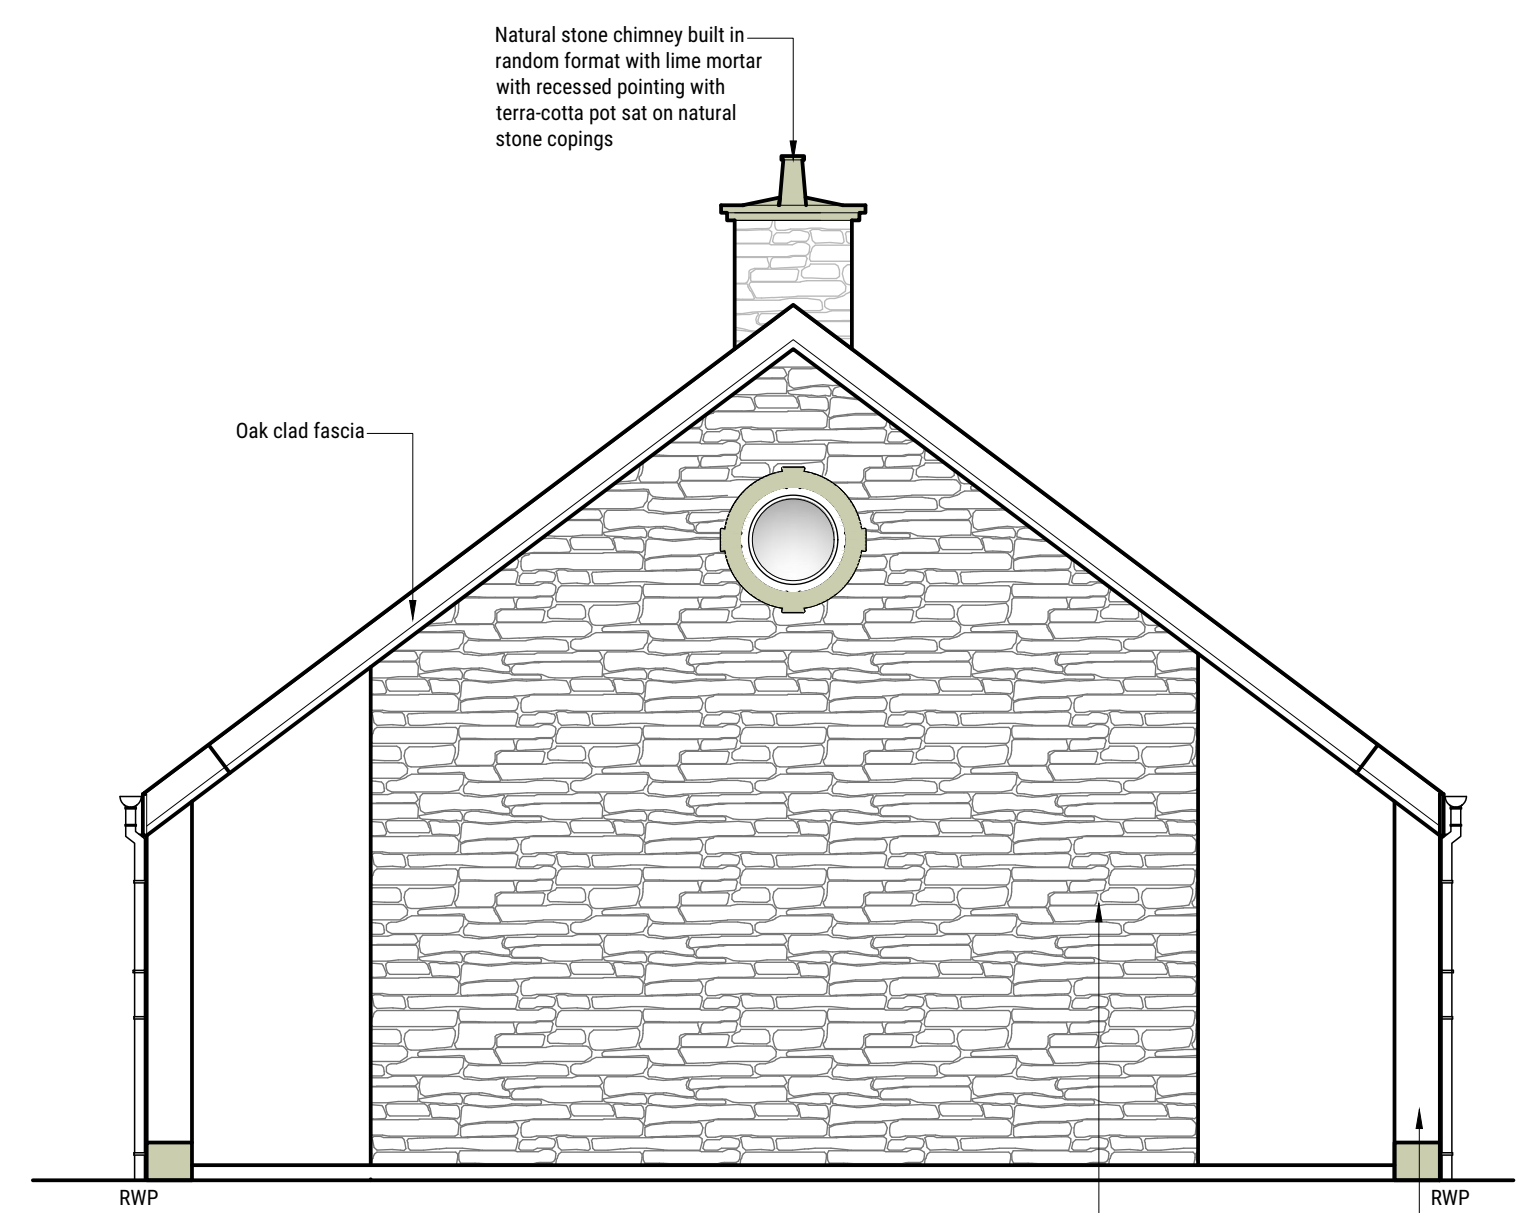 Natural stone chimney built in
random format with lime mortar
with recessed pointing with
terra-cotta pot sat on natural
stone copings
Oak clad fascia
RWP
RWP